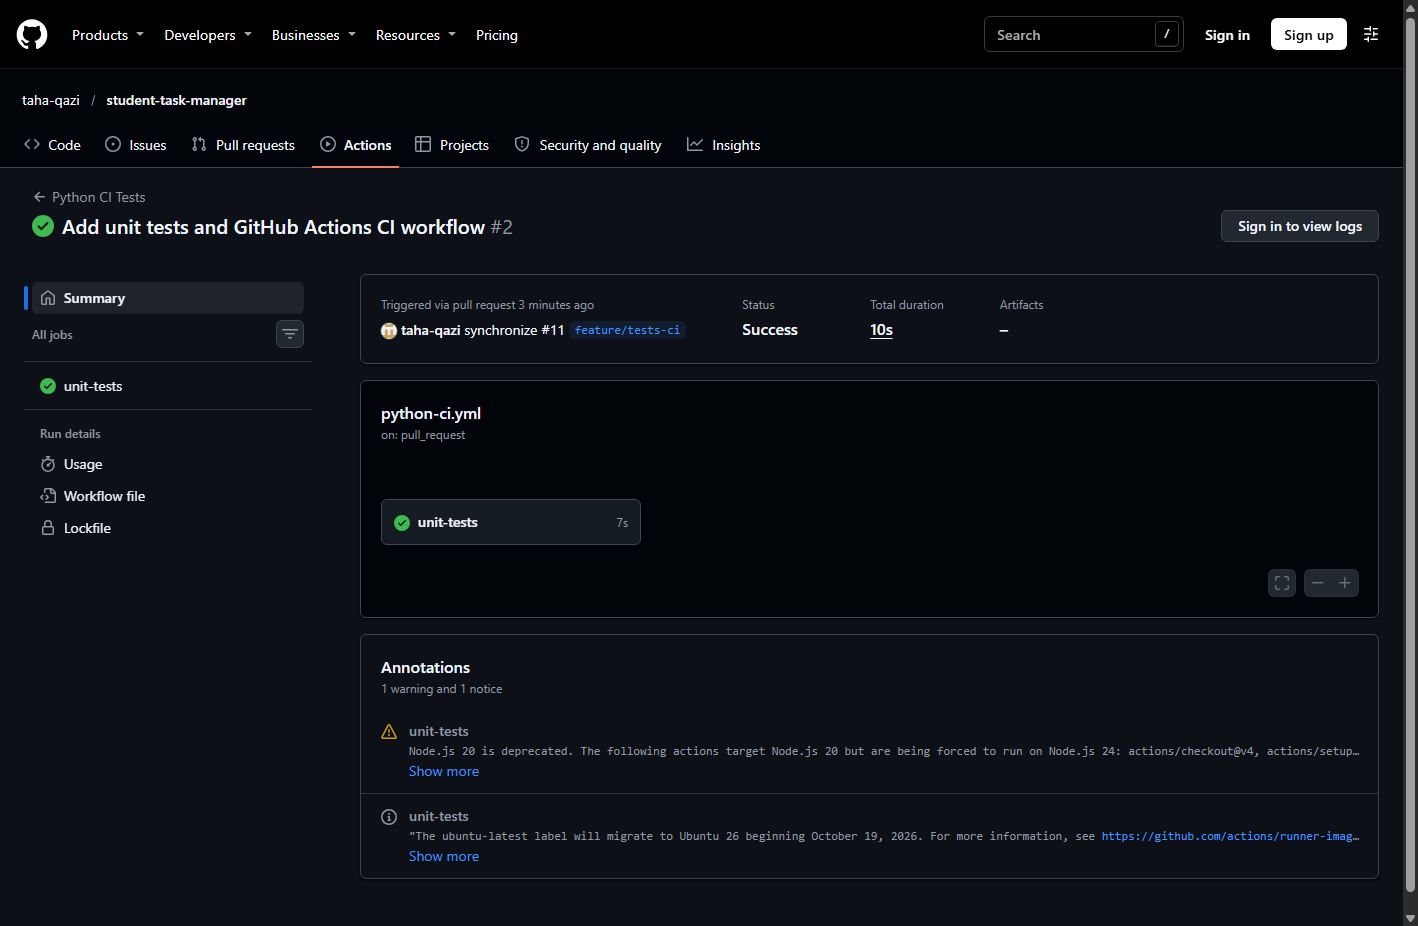 Products Developers Businesses Resources Pricing Search / Sign in Sign up
taha-qazi / student-task-manager
Code Issues Pull requests Actions Projects Security and quality Insights
Python CI Tests
Add unit tests and GitHub Actions CI workflow #2
Sign in to view logs
Summary
All jobs
unit-tests
Run details
Usage
Workflow file
Lockfile
Triggered via pull request 3 minutes ago Status Total duration Artifacts
taha-qazi synchronize #11 feature/tests-ci Success 10s –
python-ci.yml
on: pull_request
unit-tests 7s
Annotations
1 warning and 1 notice
unit-tests
Node.js 20 is deprecated. The following actions target Node.js 20 but are being forced to run on Node.js 24: actions/checkout@v4, actions/setup…
Show more
unit-tests
"The ubuntu-latest label will migrate to Ubuntu 26 beginning October 19, 2026. For more information, see https://github.com/actions/runner-imag…
Show more